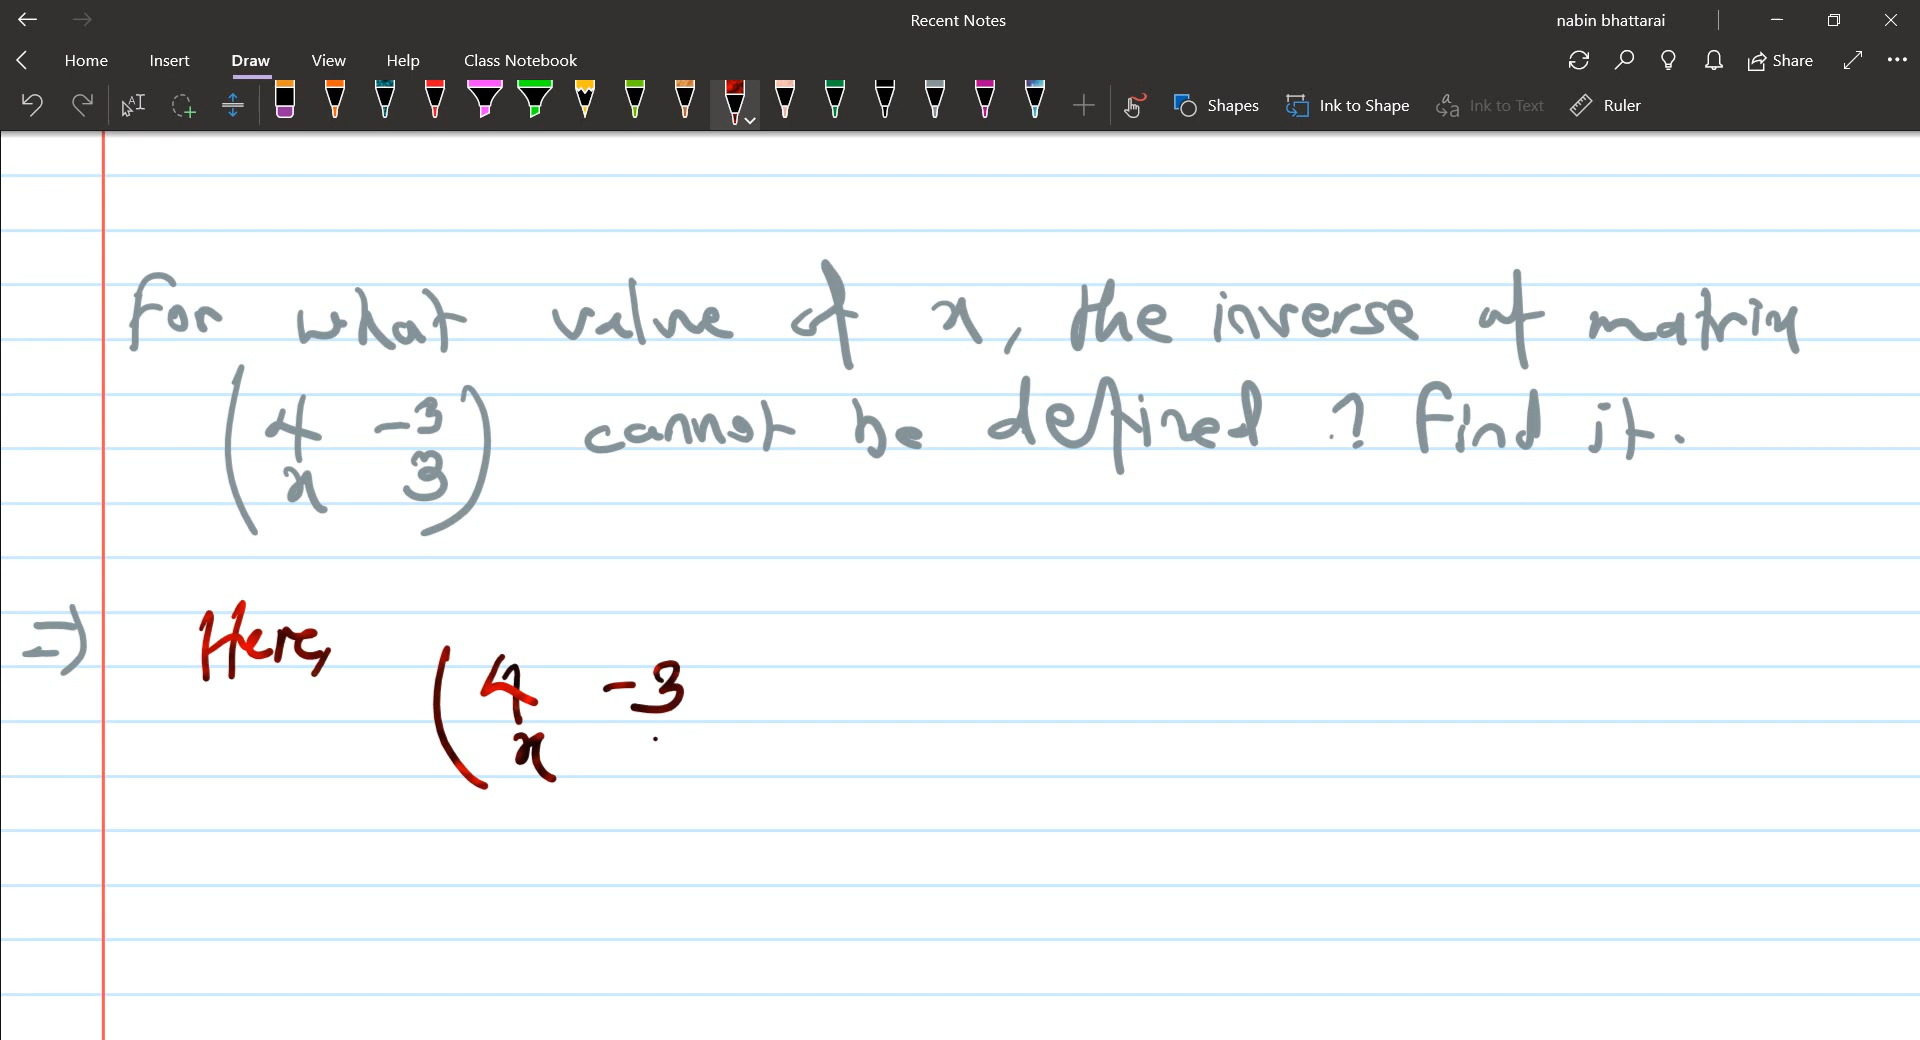 Recent Notes
nabin bhattarai
Home Insert Draw View Help Class Notebook
Share
Shapes Ink to Shape Ink to Text Ruler
For what value of x, the inverse of matrix
( 4 -3 ) cannot be defined ? Find it.
x 3
=) Here,
( 4 -3
x